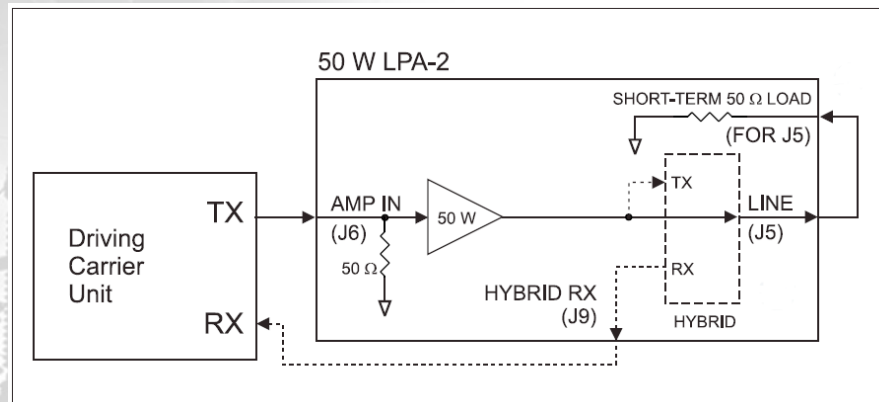 50 W LPA-2
SHORT-TERM 50 Ω LOAD
(FOR J5)
TX
AMP IN
(J6)
50 W
TX
LINE
(J5)
Driving
Carrier
Unit
50 Ω
RX
HYBRID RX
(J9)
RX
HYBRID